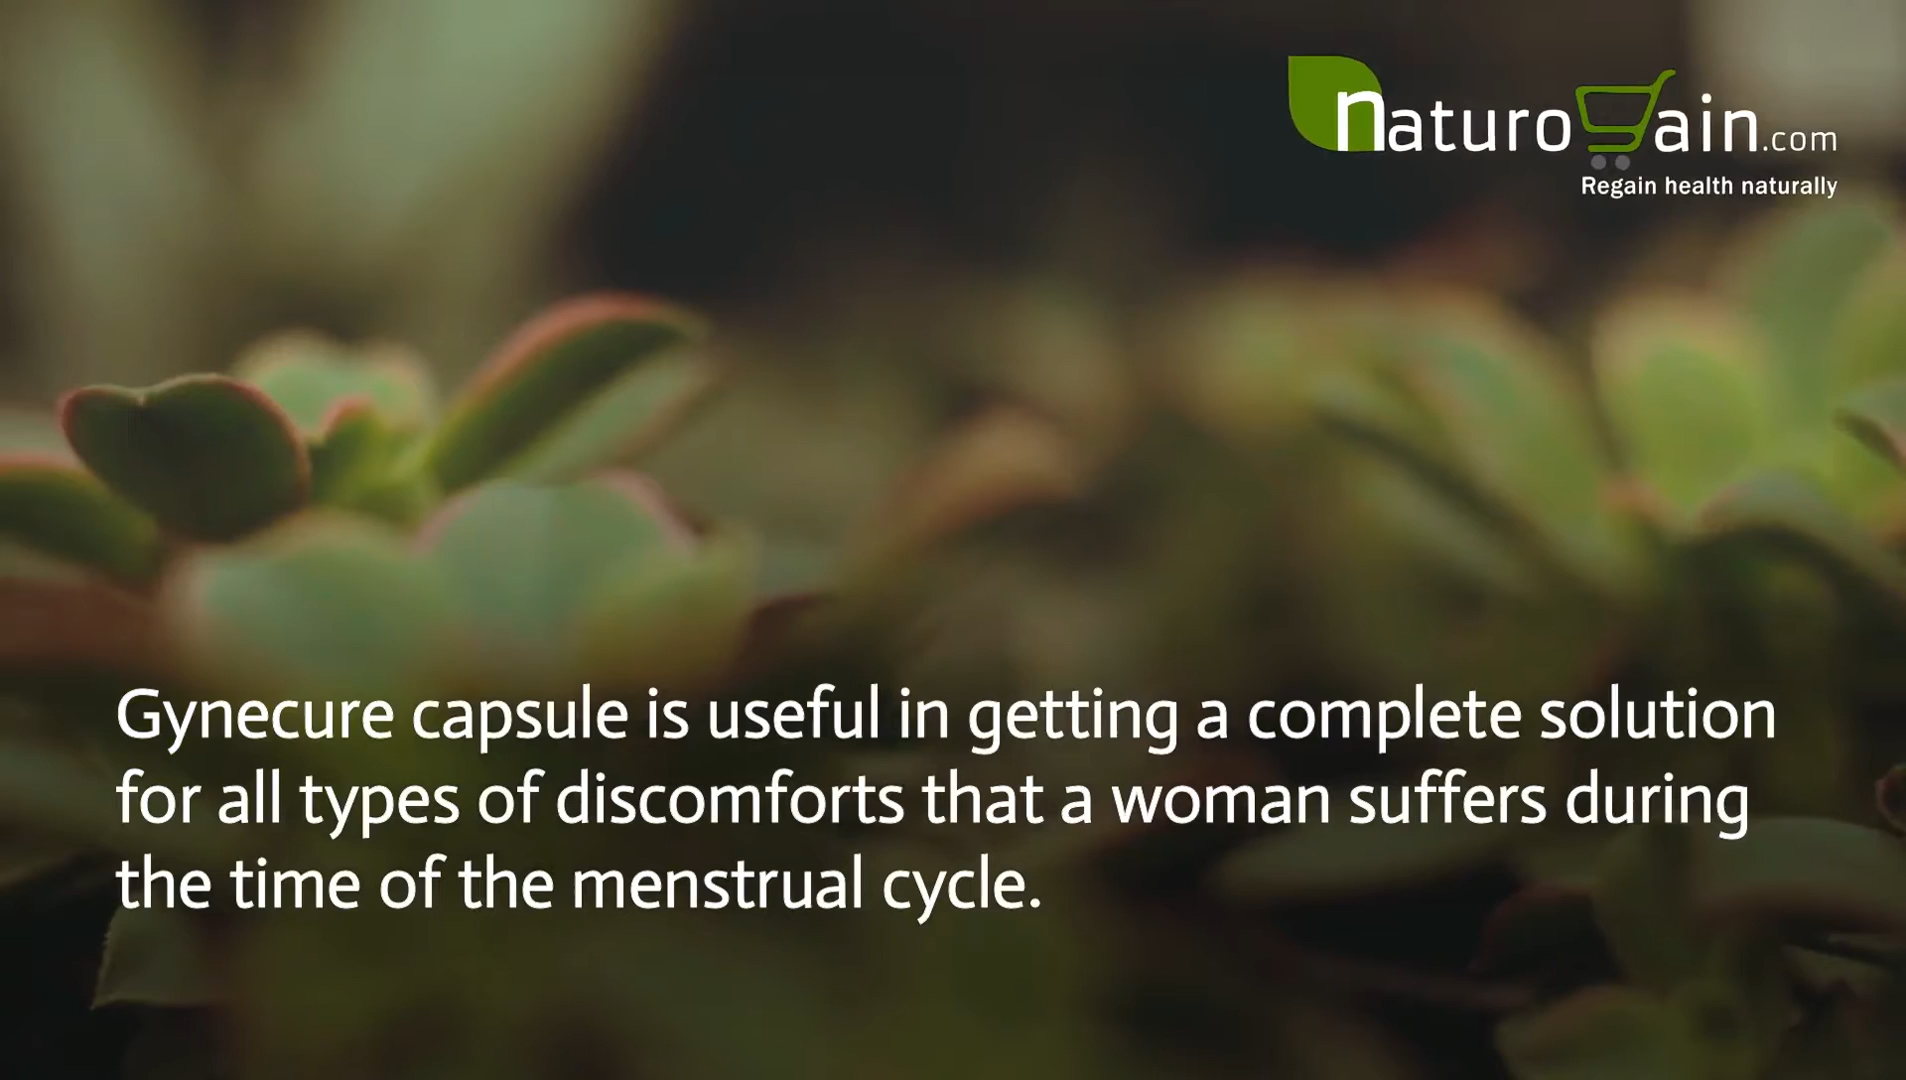 naturogain.com
Regain health naturally
Gynecure capsule is useful in getting a complete solution
for all types of discomforts that a woman suffers during
the time of the menstrual cycle.